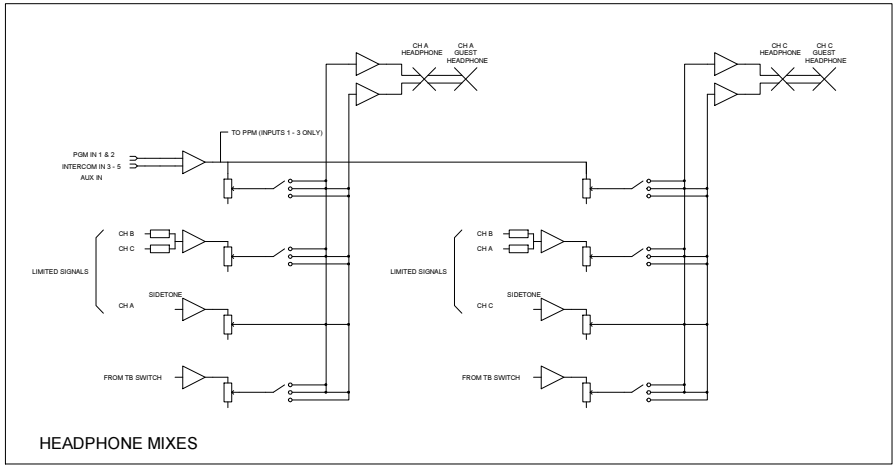 CH A
HEADPHONE
CH A
GUEST
HEADPHONE
CH C
HEADPHONE
CH C
GUEST
HEADPHONE
TO PPM (INPUTS 1 - 3 ONLY)
PGM IN 1 & 2
INTERCOM IN 3 - 5
AUX IN
CH B
CH C
LIMITED SIGNALS
SIDETONE
CH A
FROM TB SWITCH
CH B
CH A
LIMITED SIGNALS
SIDETONE
CH C
FROM TB SWITCH
HEADPHONE MIXES